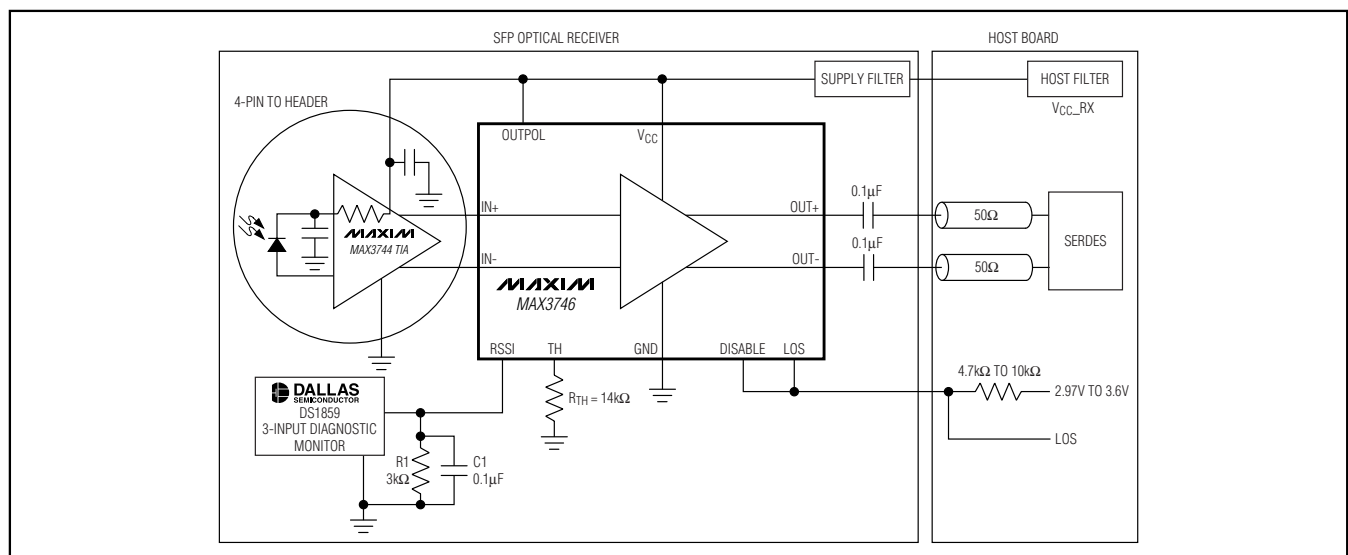 SFP OPTICAL RECEIVER
HOST BOARD
SUPPLY FILTER
HOST FILTER
VCC_RX
4-PIN TO HEADER
OUTPOL
VCC
MAXIM
MAX3744 TIA
IN+
IN-
OUT+
OUT-
0.1µF
0.1µF
50Ω
50Ω
SERDES
MAXIM
MAX3746
RSSI
TH
GND
DISABLE
LOS
RTH = 14kΩ
4.7kΩ TO 10kΩ
2.97V TO 3.6V
LOS
DALLAS
SEMICONDUCTOR
DS1859
3-INPUT DIAGNOSTIC
MONITOR
R1
3kΩ
C1
0.1µF